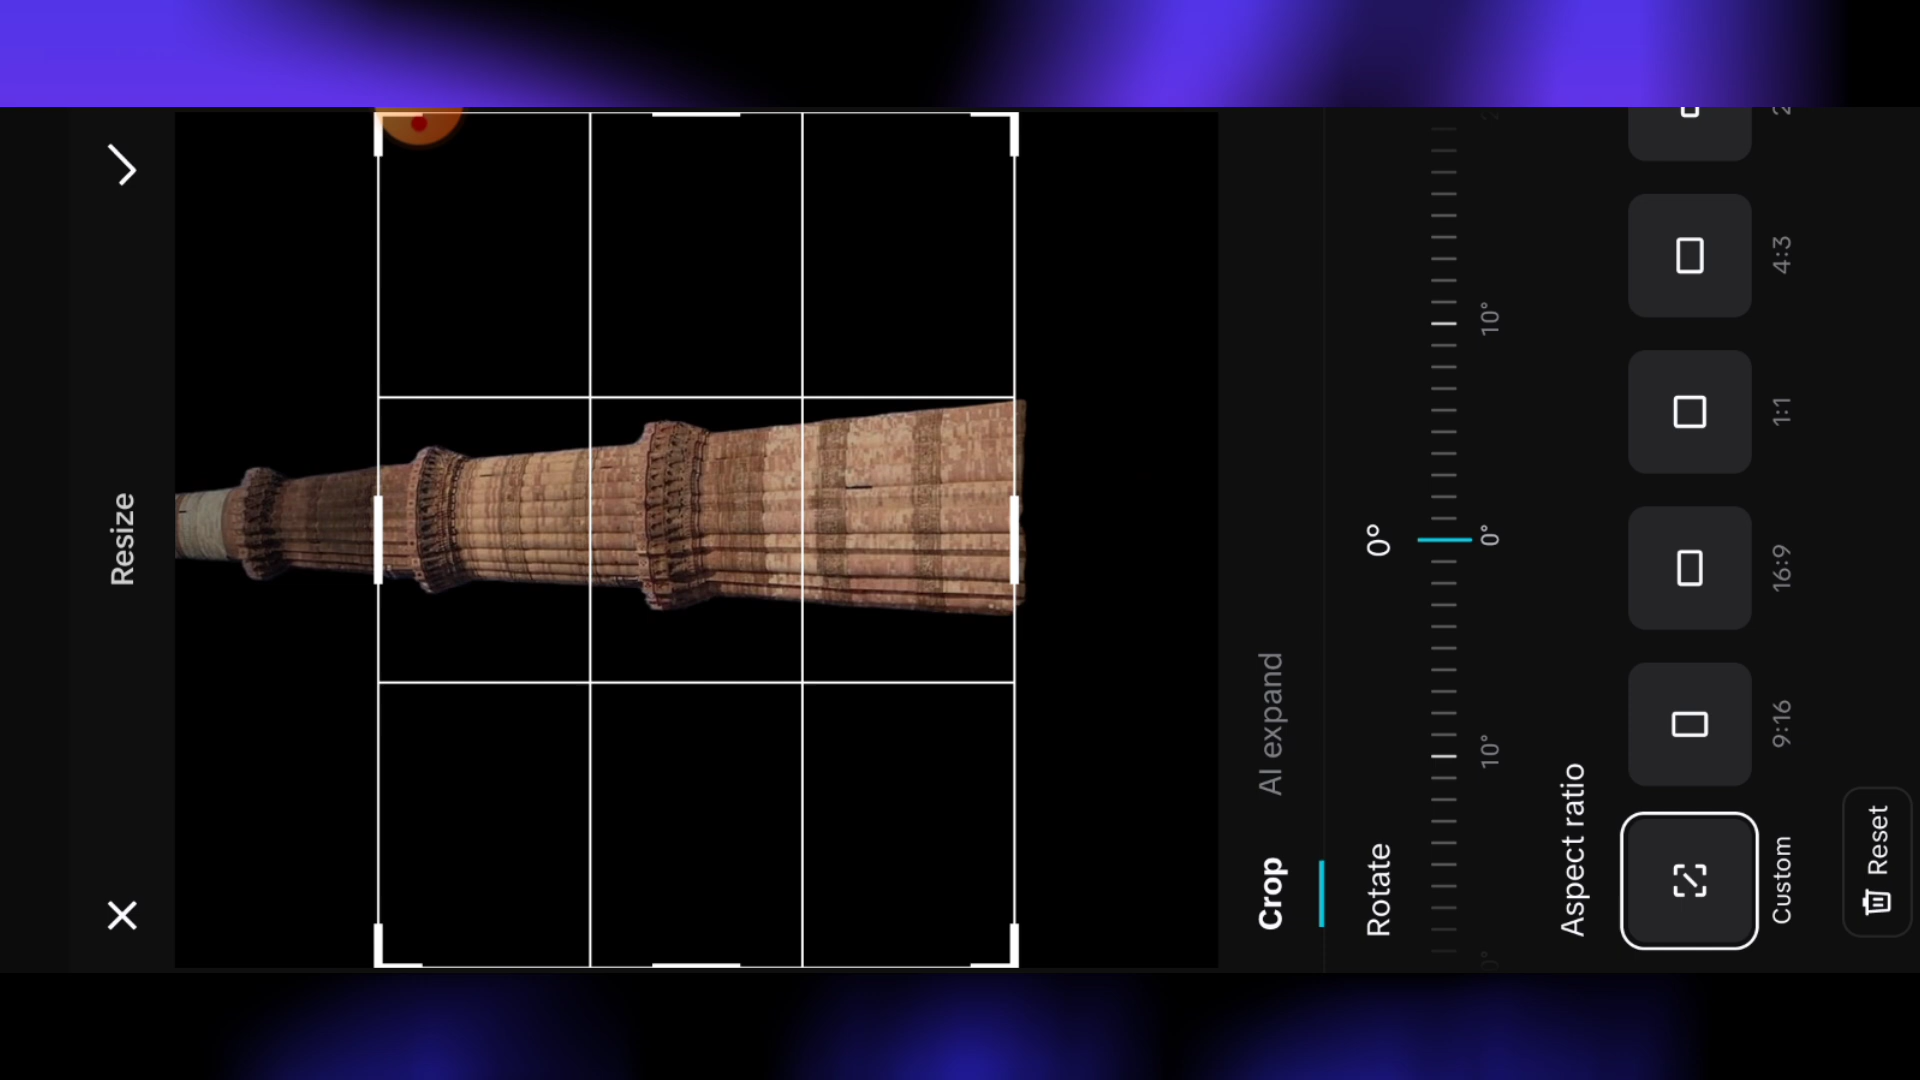 Resize
Crop AI expand
Rotate 0°
10° 0° 10°
Aspect ratio
Custom 9:16 16:9 1:1 4:3
Reset